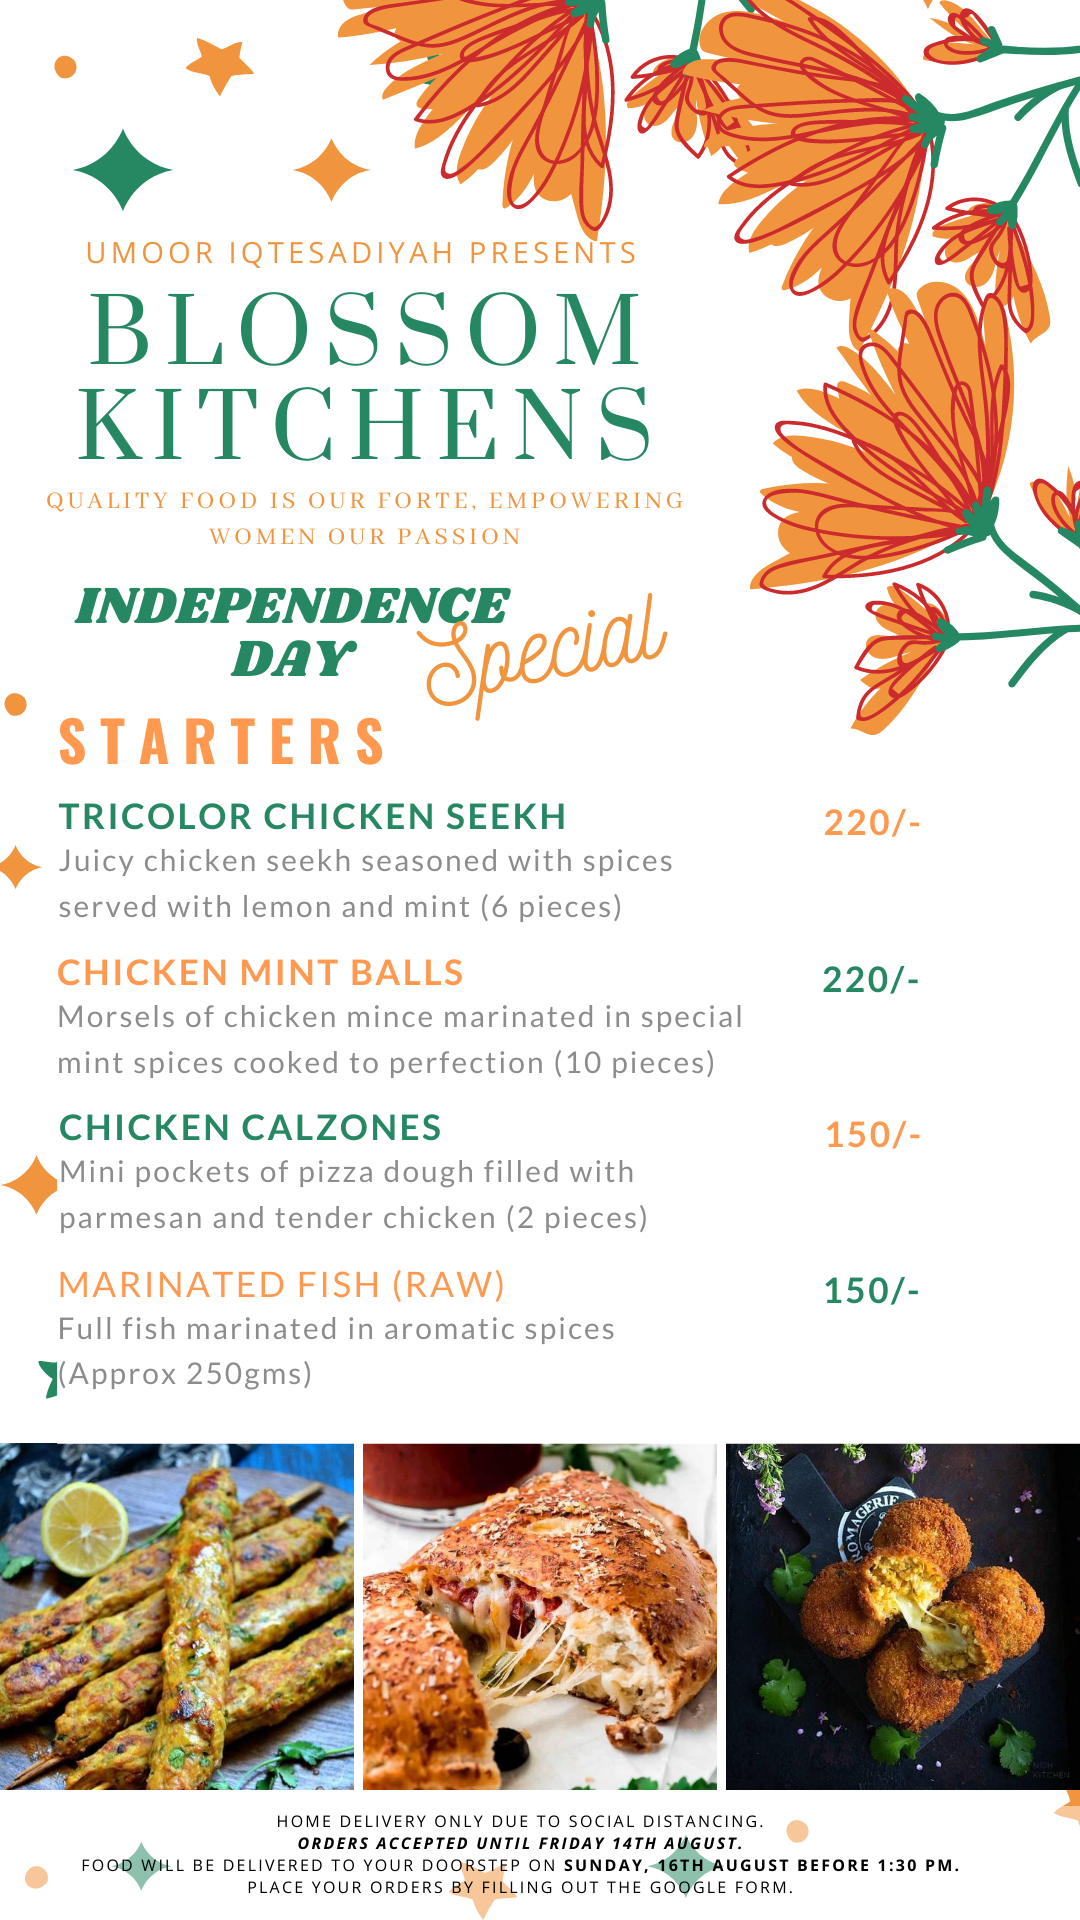 UMOOR IQTESADIYAH PRESENTS
BLOSSOM
KITCHENS
QUALITY FOOD IS OUR FORTE, EMPOWERING
WOMEN OUR PASSION
INDEPENDENCE
DAY
Special
STARTERS
TRICOLOR CHICKEN SEEKH 220/-
Juicy chicken seekh seasoned with spices
served with lemon and mint (6 pieces)
CHICKEN MINT BALLS 220/-
Morsels of chicken mince marinated in special
mint spices cooked to perfection (10 pieces)
CHICKEN CALZONES 150/-
Mini pockets of pizza dough filled with
parmesan and tender chicken (2 pieces)
MARINATED FISH (RAW) 150/-
Full fish marinated in aromatic spices
(Approx 250gms)
ROMAGERIE
KITCHEN
HOME DELIVERY ONLY DUE TO SOCIAL DISTANCING.
ORDERS ACCEPTED UNTIL FRIDAY 14TH AUGUST.
FOOD WILL BE DELIVERED TO YOUR DOORSTEP ON SUNDAY, 16TH AUGUST BEFORE 1:30 PM.
PLACE YOUR ORDERS BY FILLING OUT THE GOOGLE FORM.